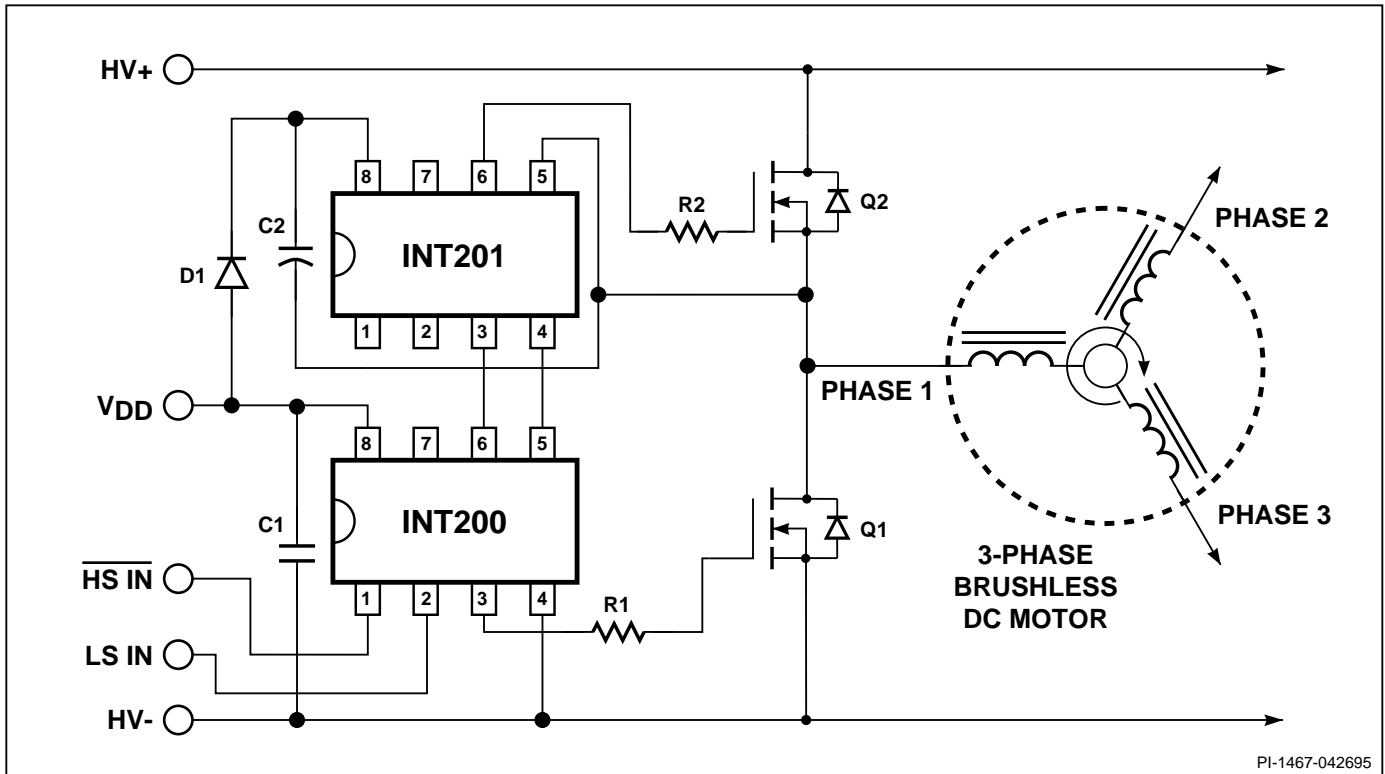 HV+
8 7 6 5
R2
Q2
PHASE 2
C2
INT201
D1
1 2 3 4
PHASE 1
VDD
8 7 6 5
C1
INT200
Q1
PHASE 3
HS IN
1 2 3 4
R1
3-PHASE
BRUSHLESS
DC MOTOR
LS IN
HV-
PI-1467-042695